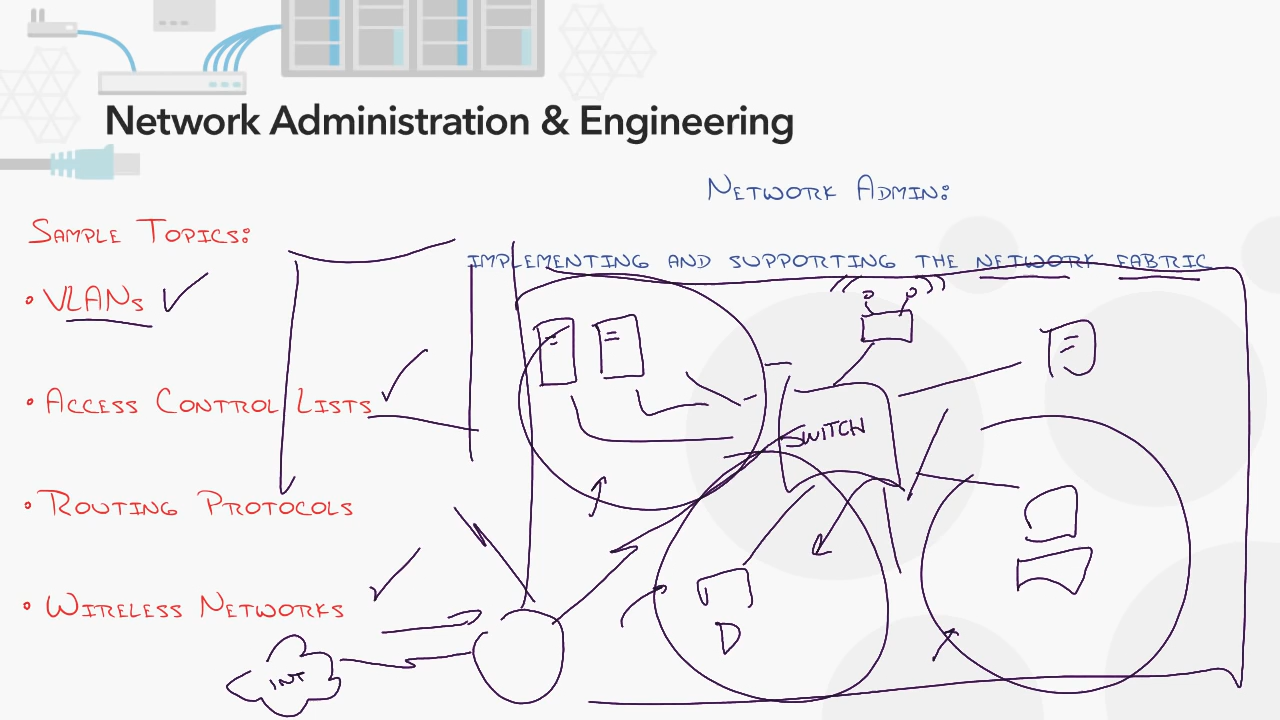 Network Administration & Engineering
NETWORK ADMIN:
SAMPLE TOPICS:
IMPLEMENTING AND SUPPORTING THE NETWORK FABRIC
• VLANs
• ACCESS CONTROL LISTS
SWITCH
• ROUTING PROTOCOLS
• WIRELESS NETWORKS
D
INT